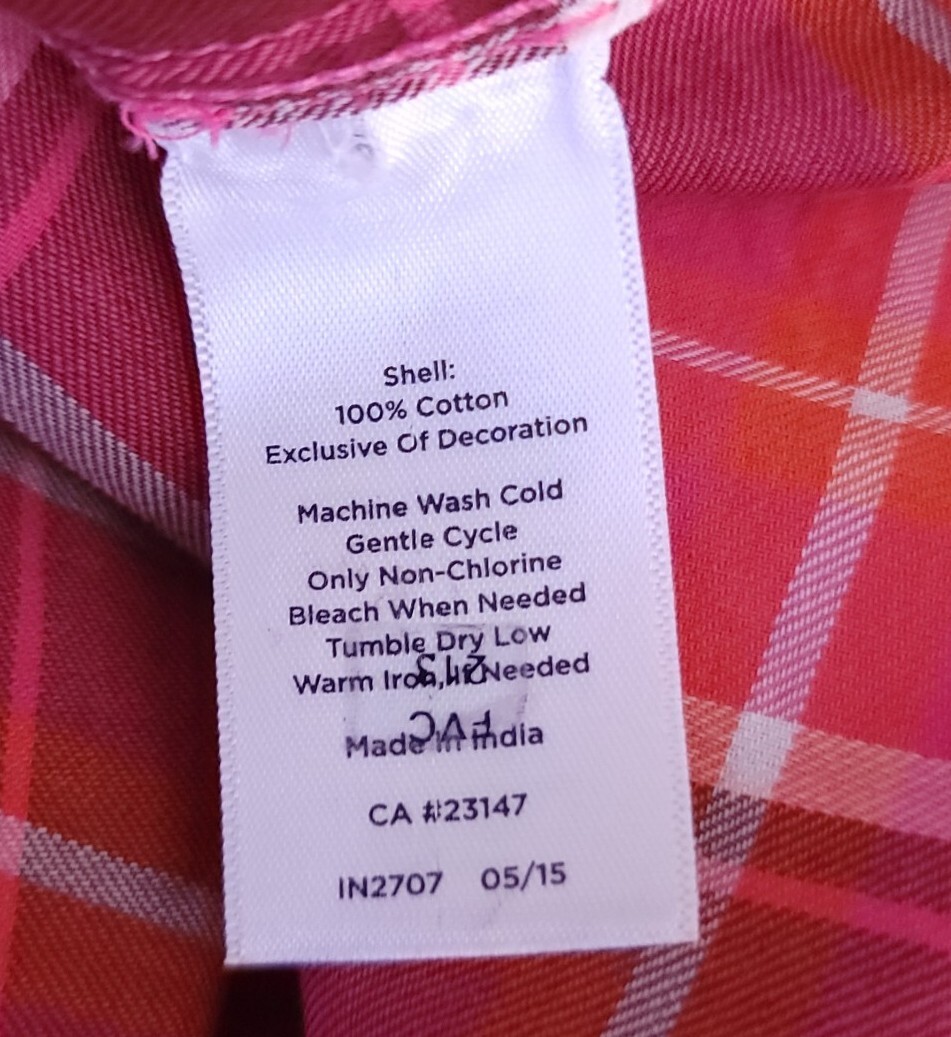 Shell:
100% Cotton
Exclusive Of Decoration
Machine Wash Cold
Gentle Cycle
Only Non-Chlorine
Bleach When Needed
Tumble Dry Low
Warm Iron, If Needed
Made In India
CA #23147
IN2707 05/15